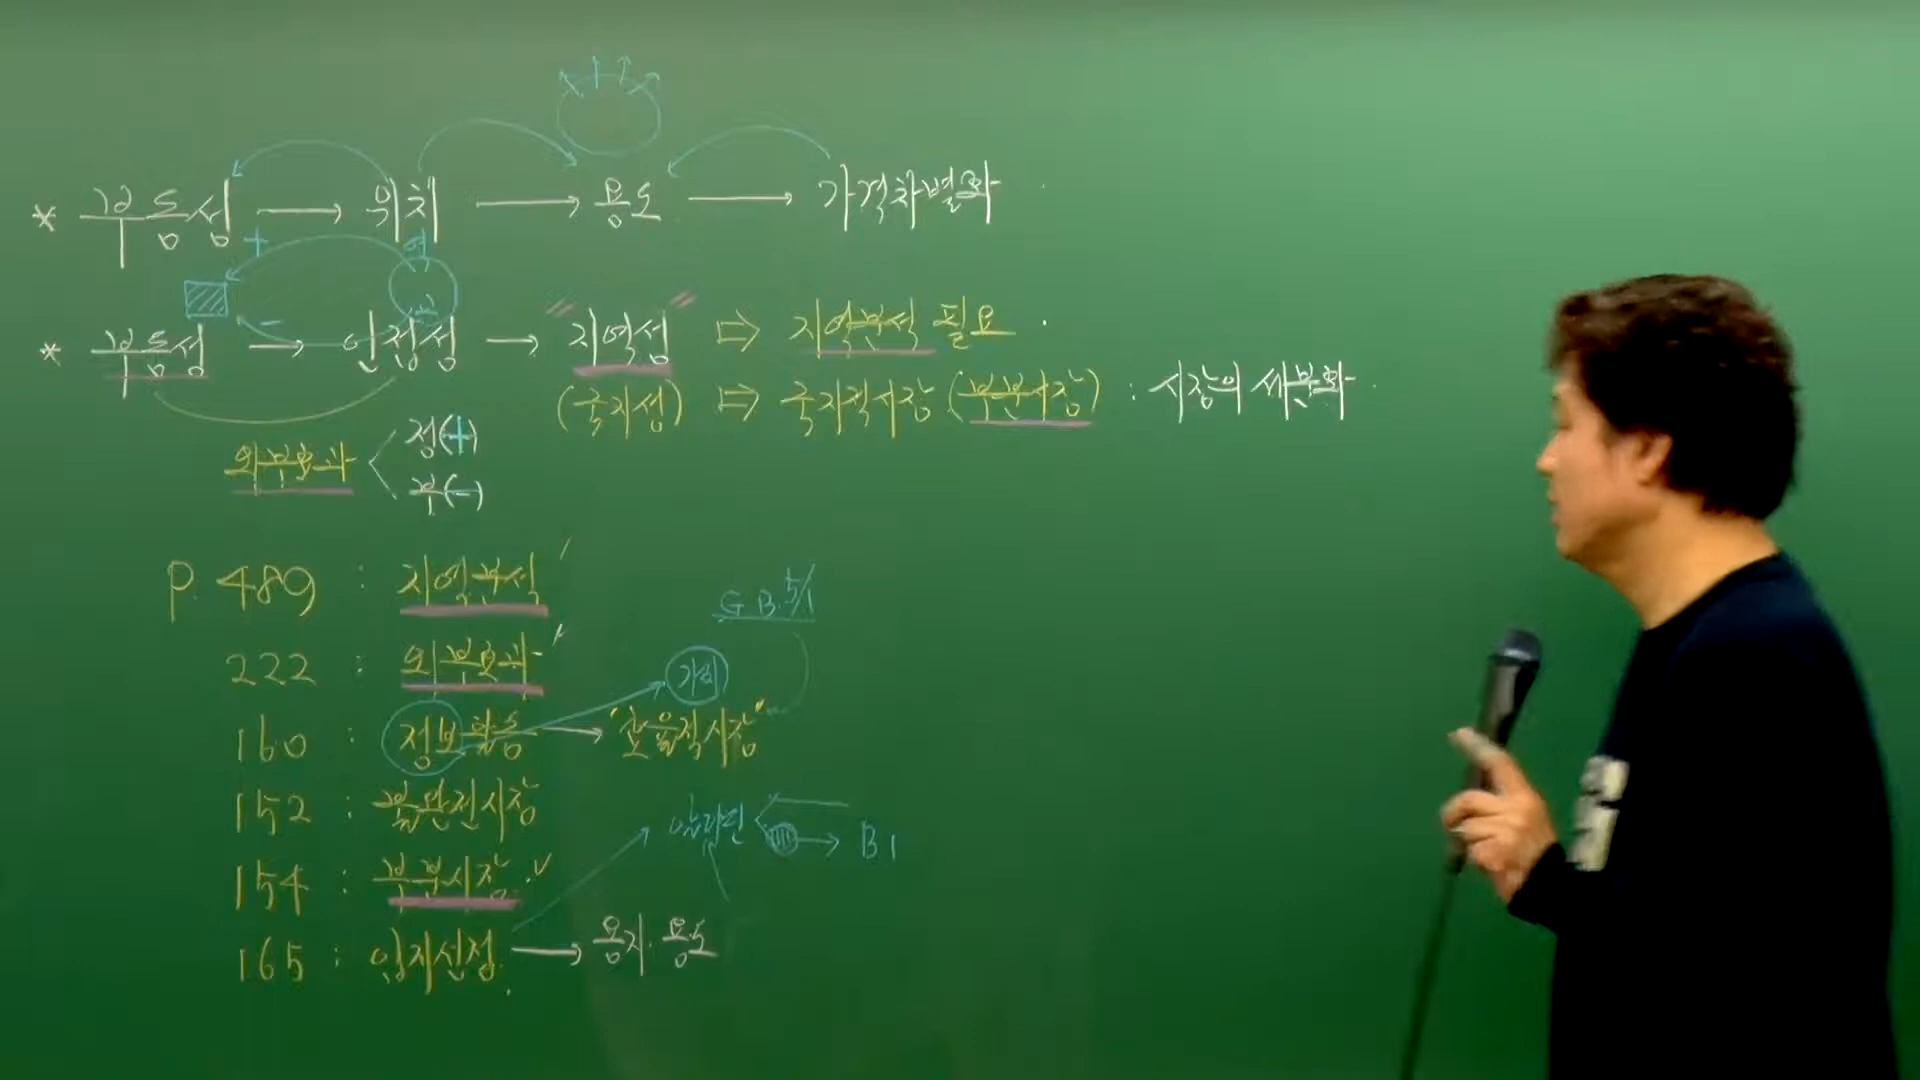 * 부동성 → 위치 → 용도 → 가격차별화
+
* 부동성 → 인접성 → 지역성 ⇒ 지역분석 필요
(국지성) ⇒ 국지적시장 (부분시장) : 시장의 세분화
외부효과 < 정(+)
부(-)
P. 489 : 지역분석
G.B. 5/1
222 : 외부효과
160 : 정보활동 → "효율적시장"
152 : 불완전시장
B1
154 : 부분시장
165 : 입지선정 → 용지. 용도